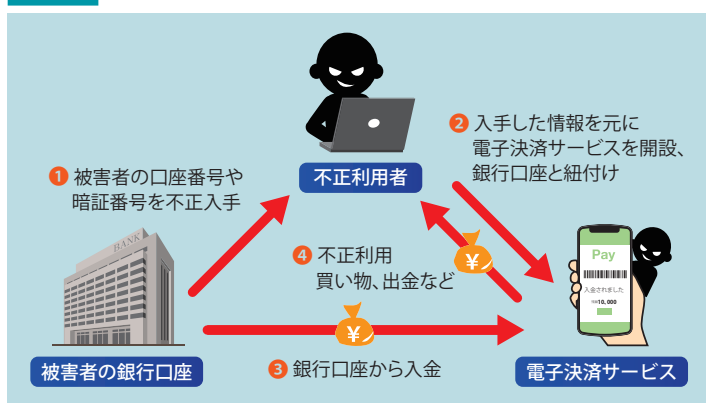 不正利用者
❶ 被害者の口座番号や
暗証番号を不正入手
❷ 入手した情報を元に
電子決済サービスを開設、
銀行口座と紐付け
❹ 不正利用
買い物、出金など
¥
¥
❸ 銀行口座から入金
BANK
被害者の銀行口座
Pay
入金されました
10,000
電子決済サービス